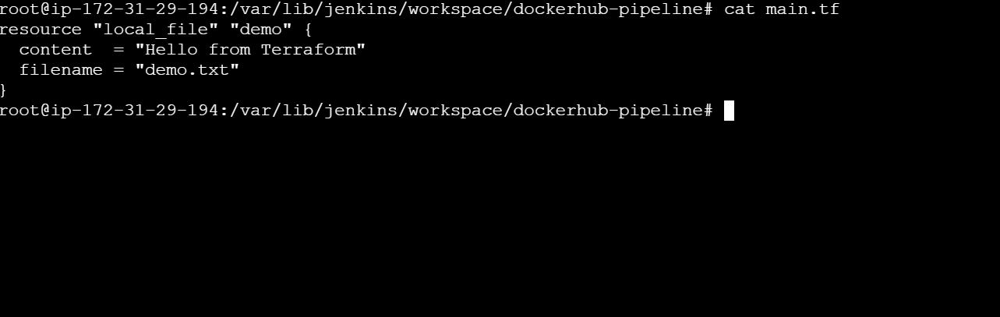 root@ip-172-31-29-194:/var/lib/jenkins/workspace/dockerhub-pipeline# cat main.tf
resource "local_file" "demo" {
  content  = "Hello from Terraform"
  filename = "demo.txt"
}
root@ip-172-31-29-194:/var/lib/jenkins/workspace/dockerhub-pipeline#